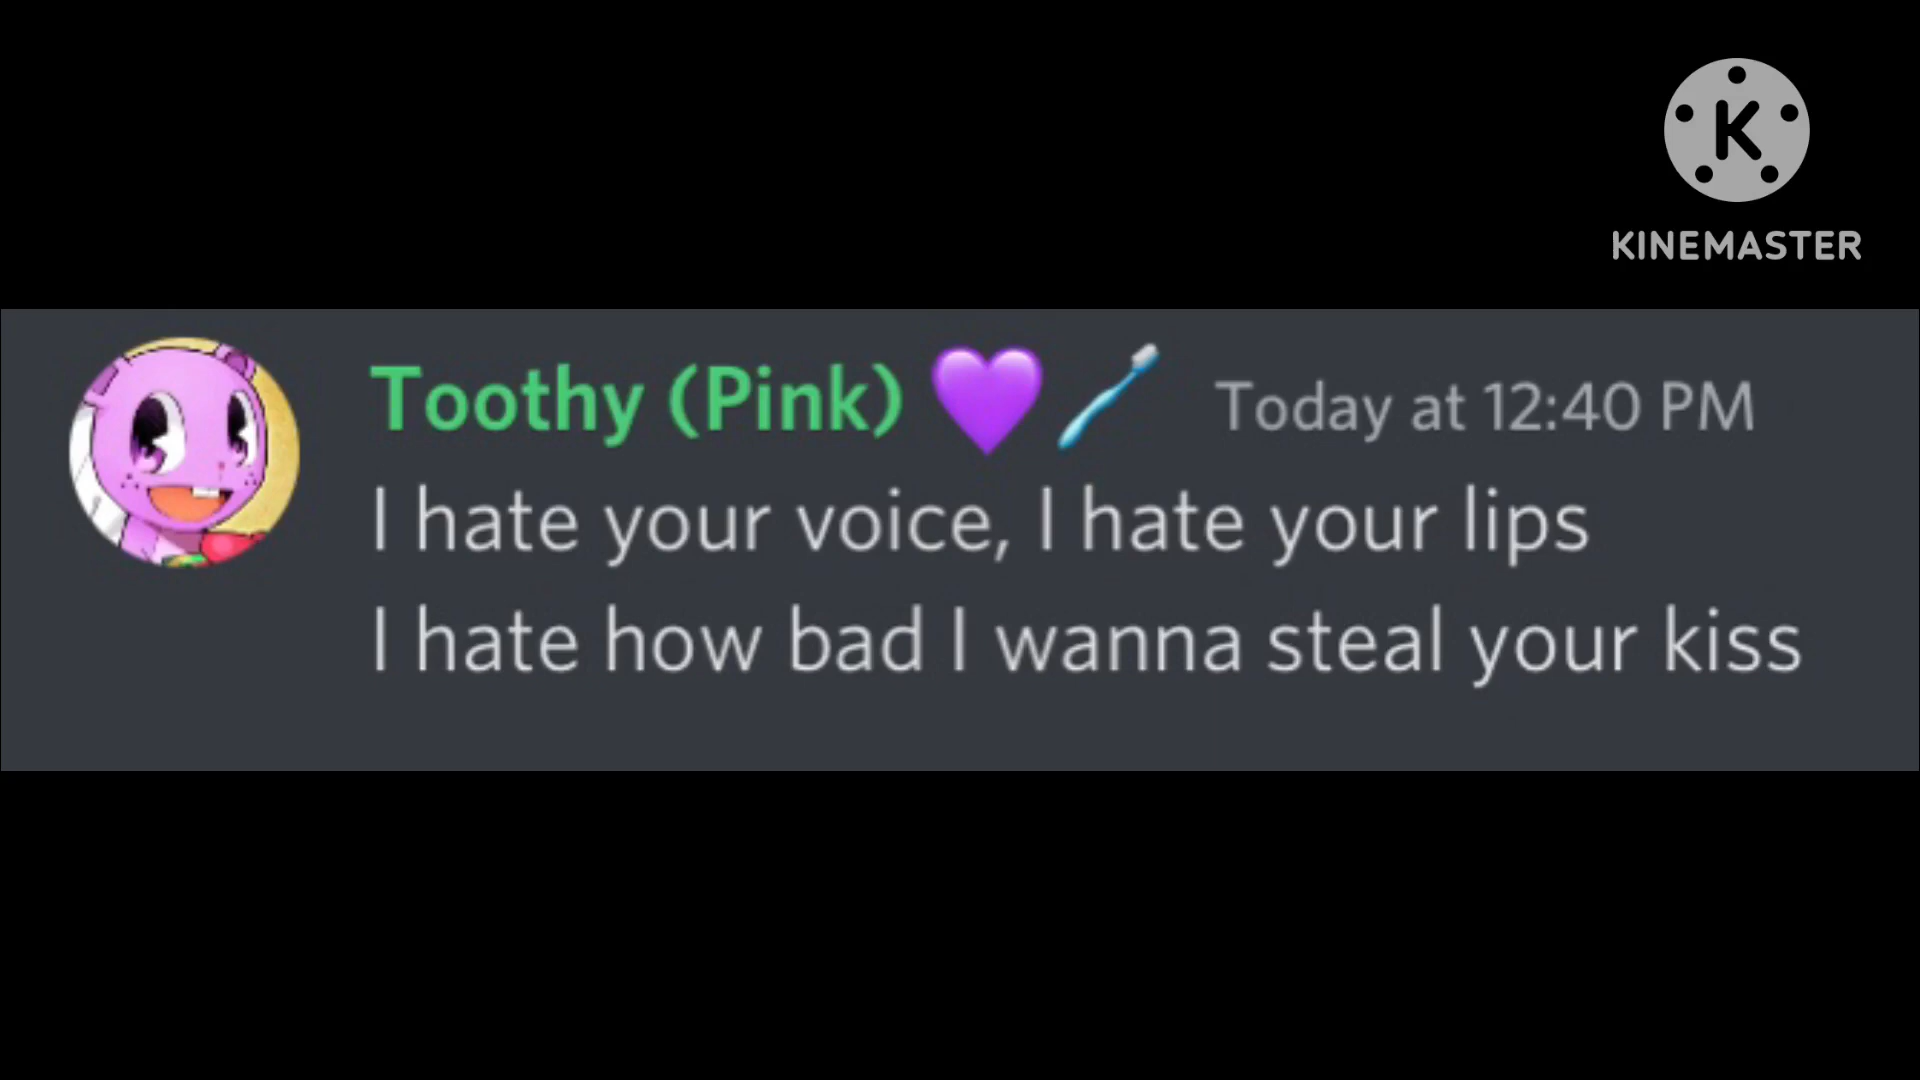 K
KINEMASTER
Toothy (Pink) 💜🪥 Today at 12:40 PM
I hate your voice, I hate your lips
I hate how bad I wanna steal your kiss